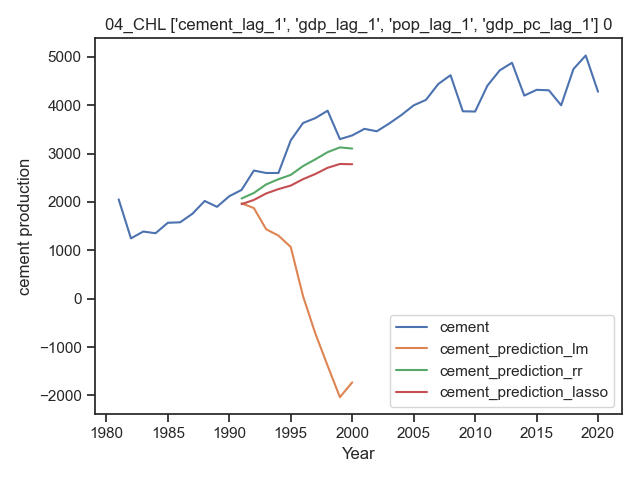 04_CHL ['cement_lag_1', 'gdp_lag_1', 'pop_lag_1', 'gdp_pc_lag_1'] 0
5000
4000
3000
2000
1000
0
−1000
−2000
cement production
1980 1985 1990 1995 2000 2005 2010 2015 2020
Year
cement
cement_prediction_lm
cement_prediction_rr
cement_prediction_lasso